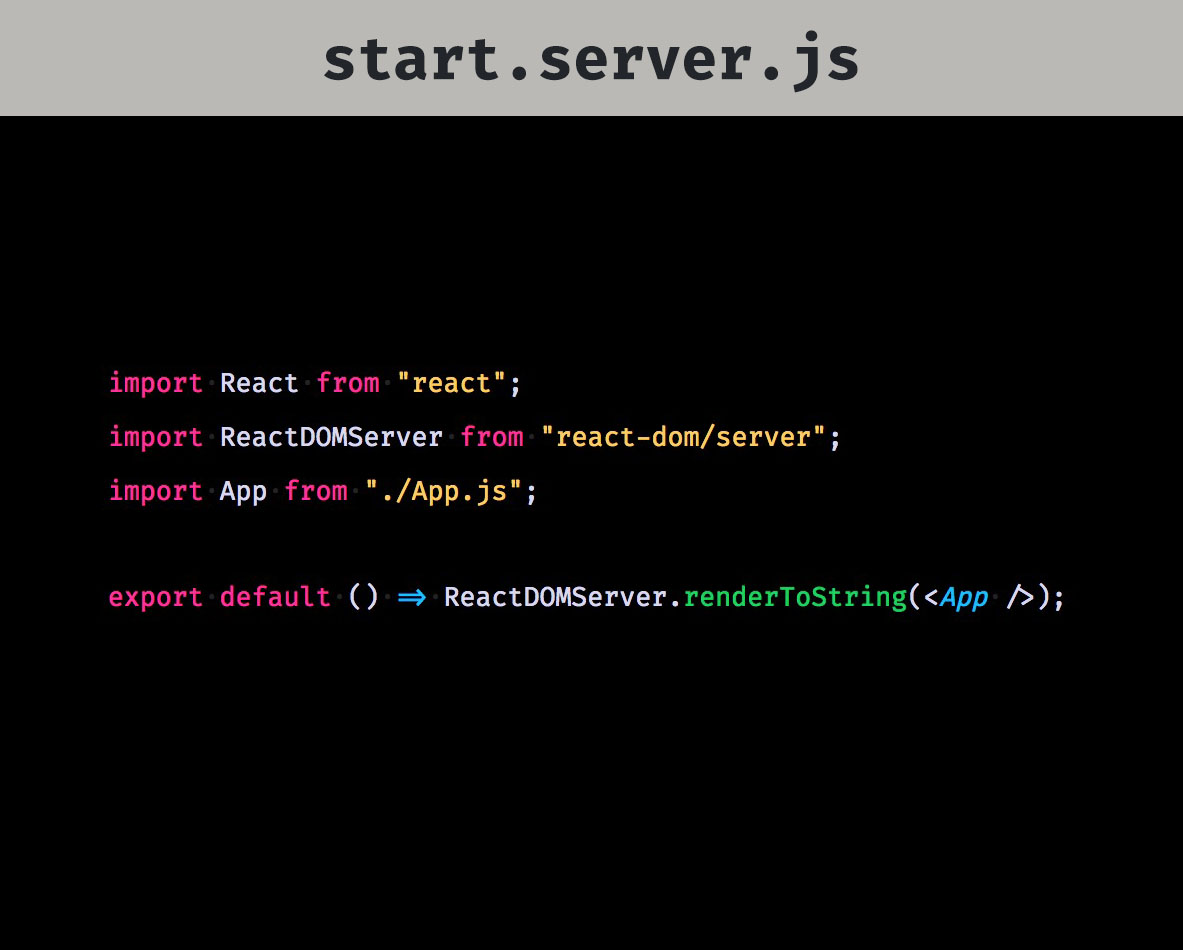 start.server.js
import React from "react";
import ReactDOMServer from "react-dom/server";
import App from "./App.js";
export default () => ReactDOMServer.renderToString(<App />);